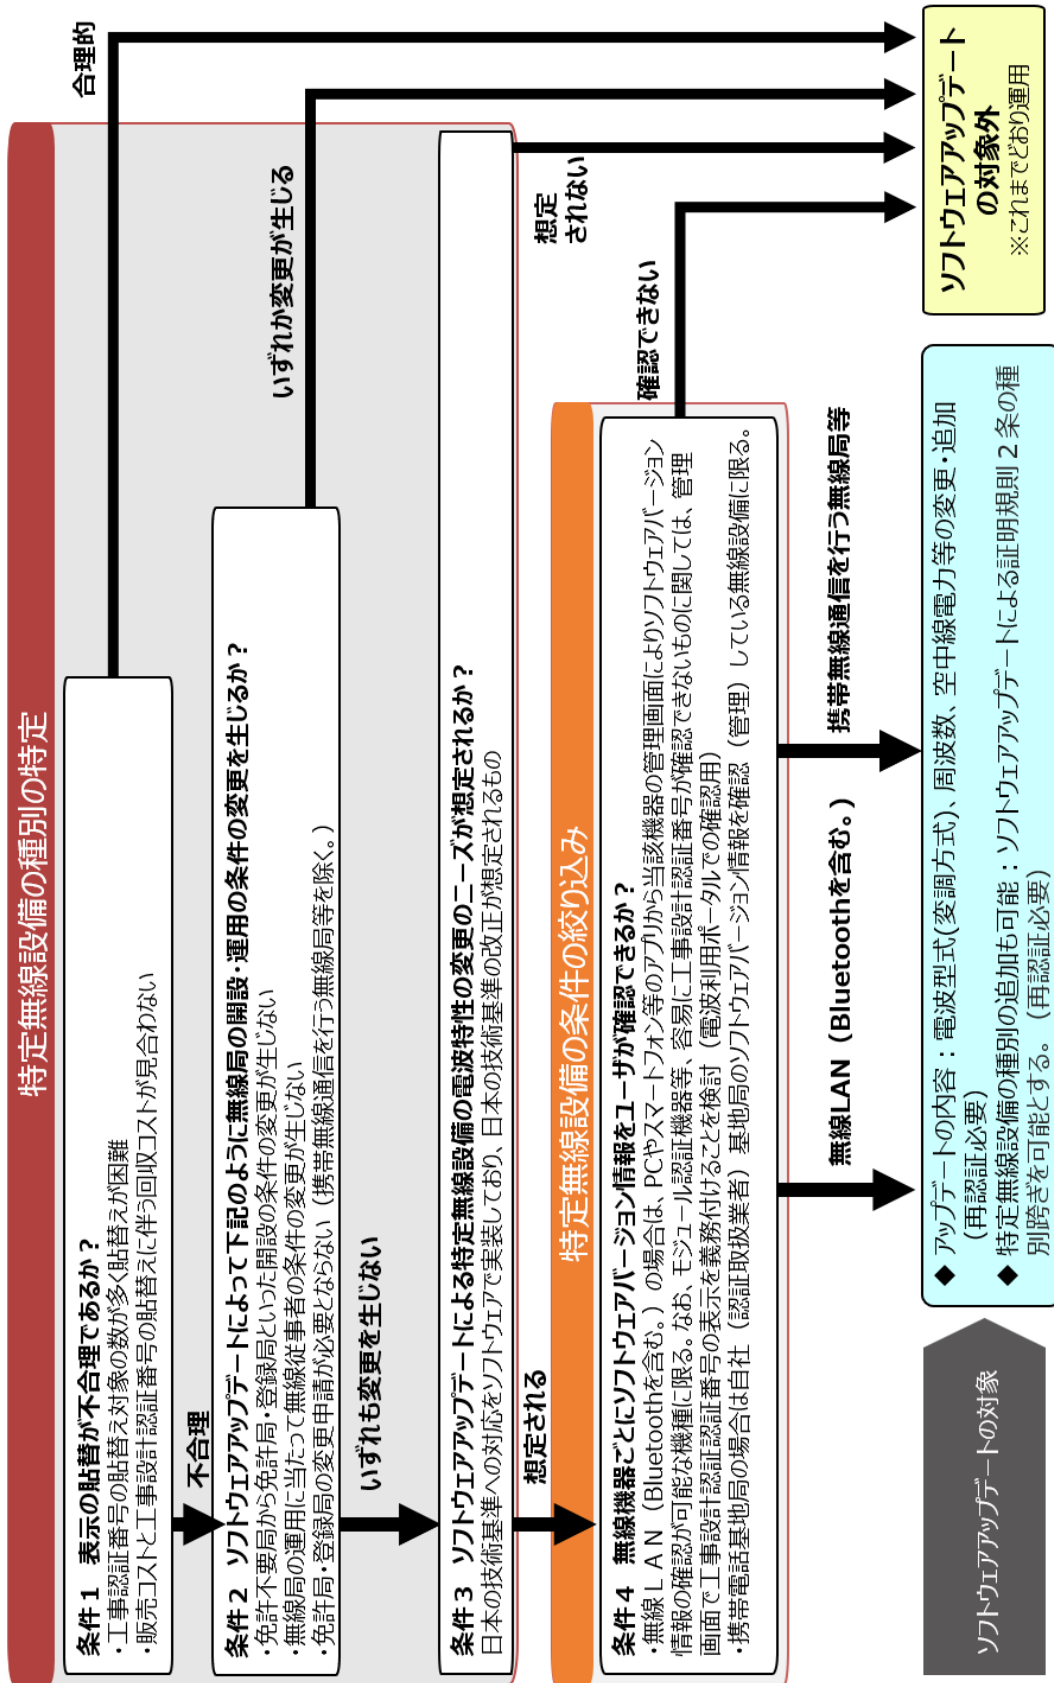 特定無線設備の種別の特定
条件1　表示の貼替が不合理であるか?
・工事認証番号の貼替え対象の数が多く貼替えが困難
・販売コストと工事設計認証番号の貼替えに伴う回収コストが見合わない
合理的
不合理
条件2　ソフトウェアアップデートによって下記のように無線局の開設・運用の条件の変更を生じるか?
・免許不要局から免許局・登録局といった開設の条件の変更が生じない
・無線局の運用に当たって無線従事者の条件の変更が生じない
・免許局・登録局の変更申請が必要とならない（携帯無線通信を行う無線局等を除く。）
いずれか変更が生じる
いずれも変更を生じない
条件3　ソフトウェアアップデートによる特定無線設備の電波特性の変更のニーズが想定されるか?
日本の技術基準への対応をソフトウェアで実装しており、日本の技術基準の改正が想定されるもの
想定
されない
想定される
特定無線設備の条件の絞り込み
条件4　無線機器ごとにソフトウェアバージョン情報をユーザが確認できるか?
・無線ＬＡＮ（Bluetoothを含む。）の場合は、PCやスマートフォン等のアプリから当該機器の管理画面によりソフトウェアバージョン
情報の確認が可能な機種に限る。なお、モジュール認証機器等、容易に工事設計認証番号が確認できないものに関しては、管理
画面で工事設計認証認証番号の表示を義務付けることを検討（電波利用ポータルでの確認用）
・携帯電話基地局の場合は自社（認証取扱業者）基地局のソフトウェアバージョン情報を確認（管理）している無線設備に限る。
確認できない
無線LAN（Bluetoothを含む。）
携帯無線通信を行う無線局等
ソフトウェアアップデートの対象
◆ アップデートの内容：電波型式(変調方式)、周波数、空中線電力等の変更・追加
（再認証必要）
◆ 特定無線設備の種別の追加も可能：ソフトウェアアップデートによる証明規則２条の種
別跨ぎを可能とする。（再認証必要）
ソフトウェアアップデート
の対象外
※これまでどおり運用